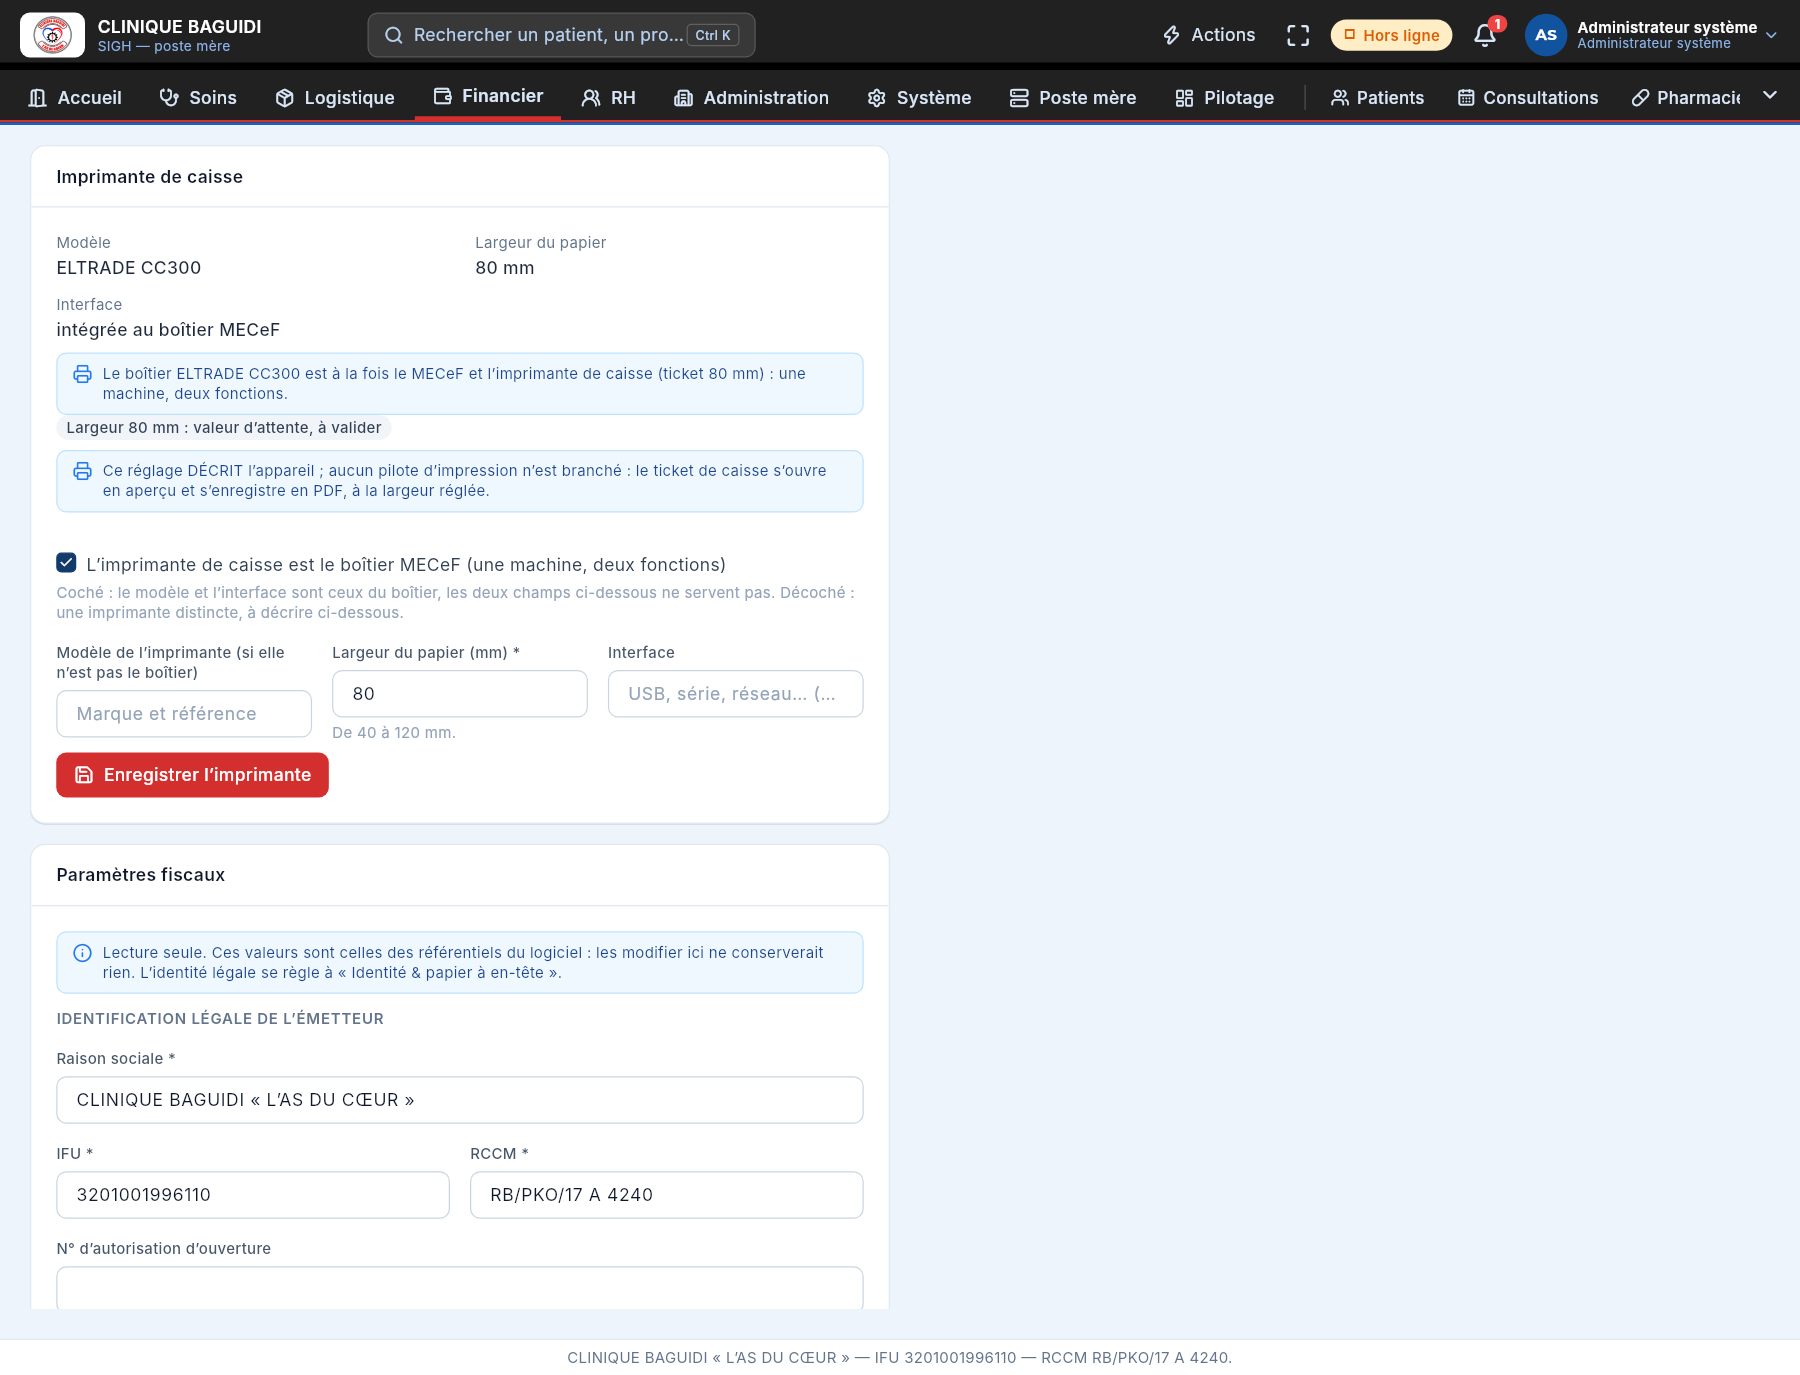 CLINIQUE BAGUIDI
SIGH — poste mère
Rechercher un patient, un pro... Ctrl K
Actions
Hors ligne
1
AS
Administrateur système
Administrateur système
Accueil
Soins
Logistique
Financier
RH
Administration
Système
Poste mère
Pilotage
Patients
Consultations
Pharmacie
Imprimante de caisse
Modèle
ELTRADE CC300
Largeur du papier
80 mm
Interface
intégrée au boîtier MECeF
Le boîtier ELTRADE CC300 est à la fois le MECeF et l’imprimante de caisse (ticket 80 mm) : une
machine, deux fonctions.
Largeur 80 mm : valeur d’attente, à valider
Ce réglage DÉCRIT l’appareil ; aucun pilote d’impression n’est branché : le ticket de caisse s’ouvre
en aperçu et s’enregistre en PDF, à la largeur réglée.
L’imprimante de caisse est le boîtier MECeF (une machine, deux fonctions)
Coché : le modèle et l’interface sont ceux du boîtier, les deux champs ci-dessous ne servent pas. Décoché :
une imprimante distincte, à décrire ci-dessous.
Modèle de l’imprimante (si elle
n’est pas le boîtier)
Marque et référence
Largeur du papier (mm) *
80
De 40 à 120 mm.
Interface
USB, série, réseau... (...
Enregistrer l’imprimante
Paramètres fiscaux
Lecture seule. Ces valeurs sont celles des référentiels du logiciel : les modifier ici ne conserverait
rien. L’identité légale se règle à « Identité & papier à en-tête ».
IDENTIFICATION LÉGALE DE L’ÉMETTEUR
Raison sociale *
CLINIQUE BAGUIDI « L’AS DU CŒUR »
IFU *
3201001996110
RCCM *
RB/PKO/17 A 4240
N° d’autorisation d’ouverture
CLINIQUE BAGUIDI « L’AS DU CŒUR » — IFU 3201001996110 — RCCM RB/PKO/17 A 4240.